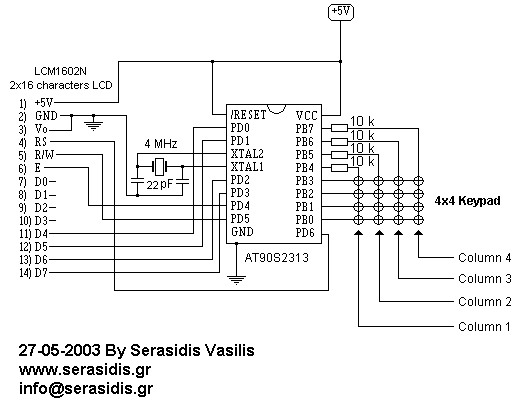 +5V
LCM1602N
2x16 characters LCD
1) +5V
2) GND
3) Vo
4) RS
5) R/W
6) E
7) D0
8) D1
9) D2
10) D3
11) D4
12) D5
13) D6
14) D7
4 MHz
22 pF
/RESET
PD0
PD1
XTAL2
XTAL1
PD2
PD3
PD4
PD5
GND
VCC
PB7
PB6
PB5
PB4
PB3
PB2
PB1
PB0
PD6
AT90S2313
10 k
10 k
10 k
10 k
4x4 Keypad
Column 4
Column 3
Column 2
Column 1
27-05-2003 By Serasidis Vasilis
www.serasidis.gr
info@serasidis.gr